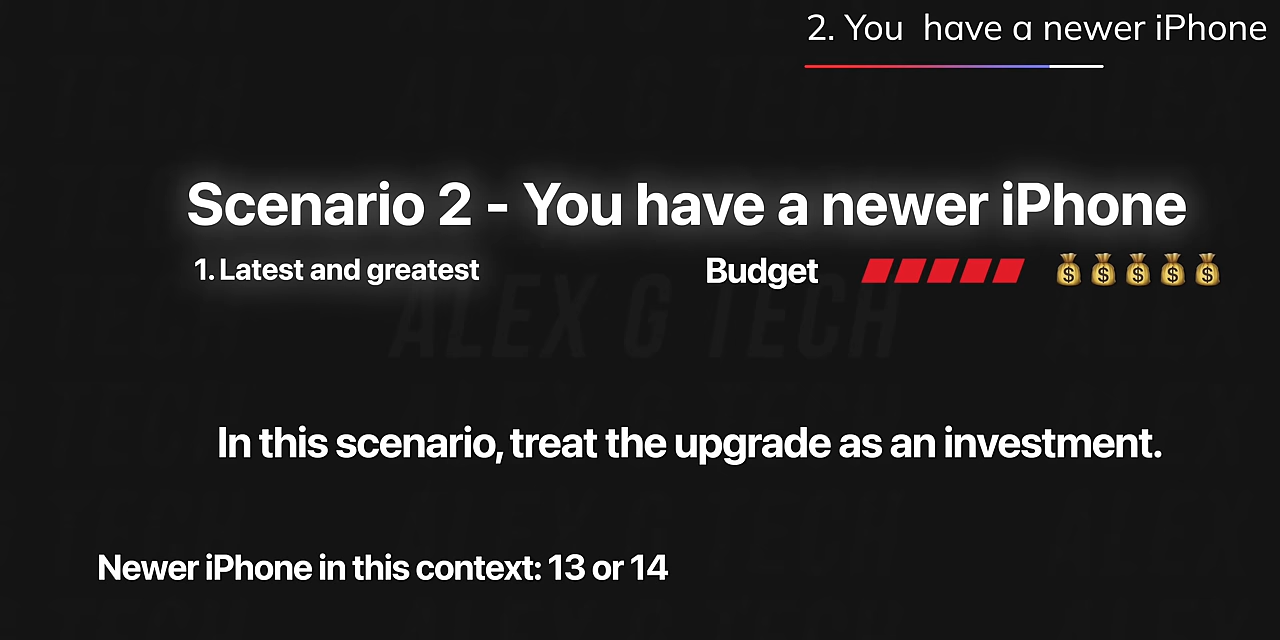 2. You have a newer iPhone
Scenario 2 - You have a newer iPhone
1. Latest and greatest
Budget
ALEX G TECH
In this scenario, treat the upgrade as an investment.
Newer iPhone in this context: 13 or 14